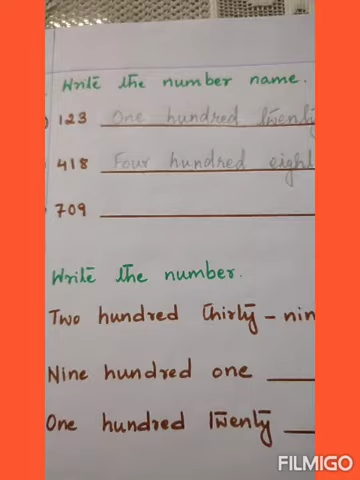 Write the number name.
123 One hundred twenty
418 Four hundred eight
709
Write the number.
Two hundred thirty-nin
Nine hundred one
One hundred twenty
FILMIGO